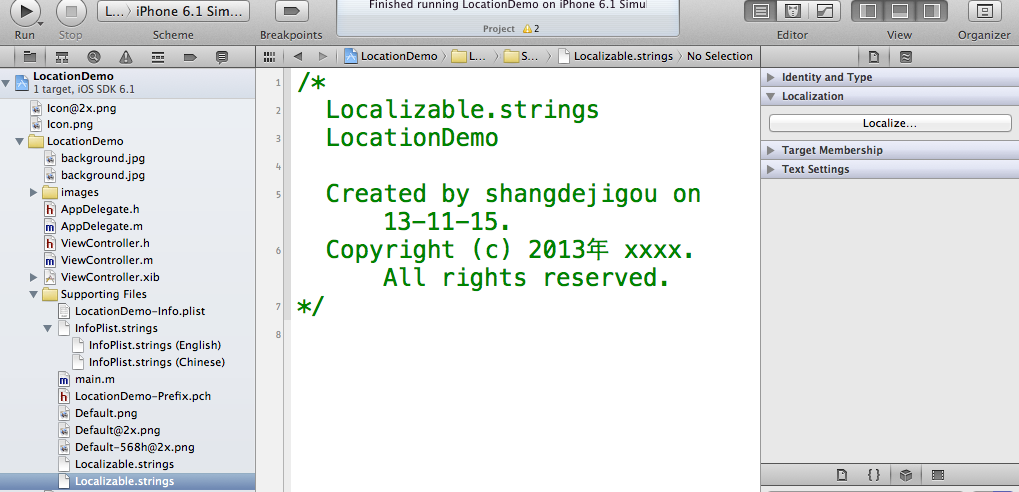 Finished running LocationDemo on iPhone 6.1 Simul
L...〉iPhone 6.1 Sim...
Project 2
Run
Stop
Scheme
Breakpoints
Editor
View
Organizer
LocationDemo
1 target, iOS SDK 6.1
Icon@2x.png
Icon.png
LocationDemo
background.jpg
background.jpg
images
AppDelegate.h
AppDelegate.m
ViewController.h
ViewController.m
ViewController.xib
Supporting Files
LocationDemo-Info.plist
InfoPlist.strings
InfoPlist.strings (English)
InfoPlist.strings (Chinese)
main.m
LocationDemo-Prefix.pch
Default.png
Default@2x.png
Default-568h@2x.png
Localizable.strings
Localizable.strings
LocationDemo〉L...〉S...〉Localizable.strings〉No Selection
1 /*
2 Localizable.strings
3 LocationDemo
4
5 Created by shangdejigou on
13-11-15.
6 Copyright (c) 2013年 xxxx.
All rights reserved.
7 */
8
Identity and Type
Localization
Localize...
Target Membership
Text Settings